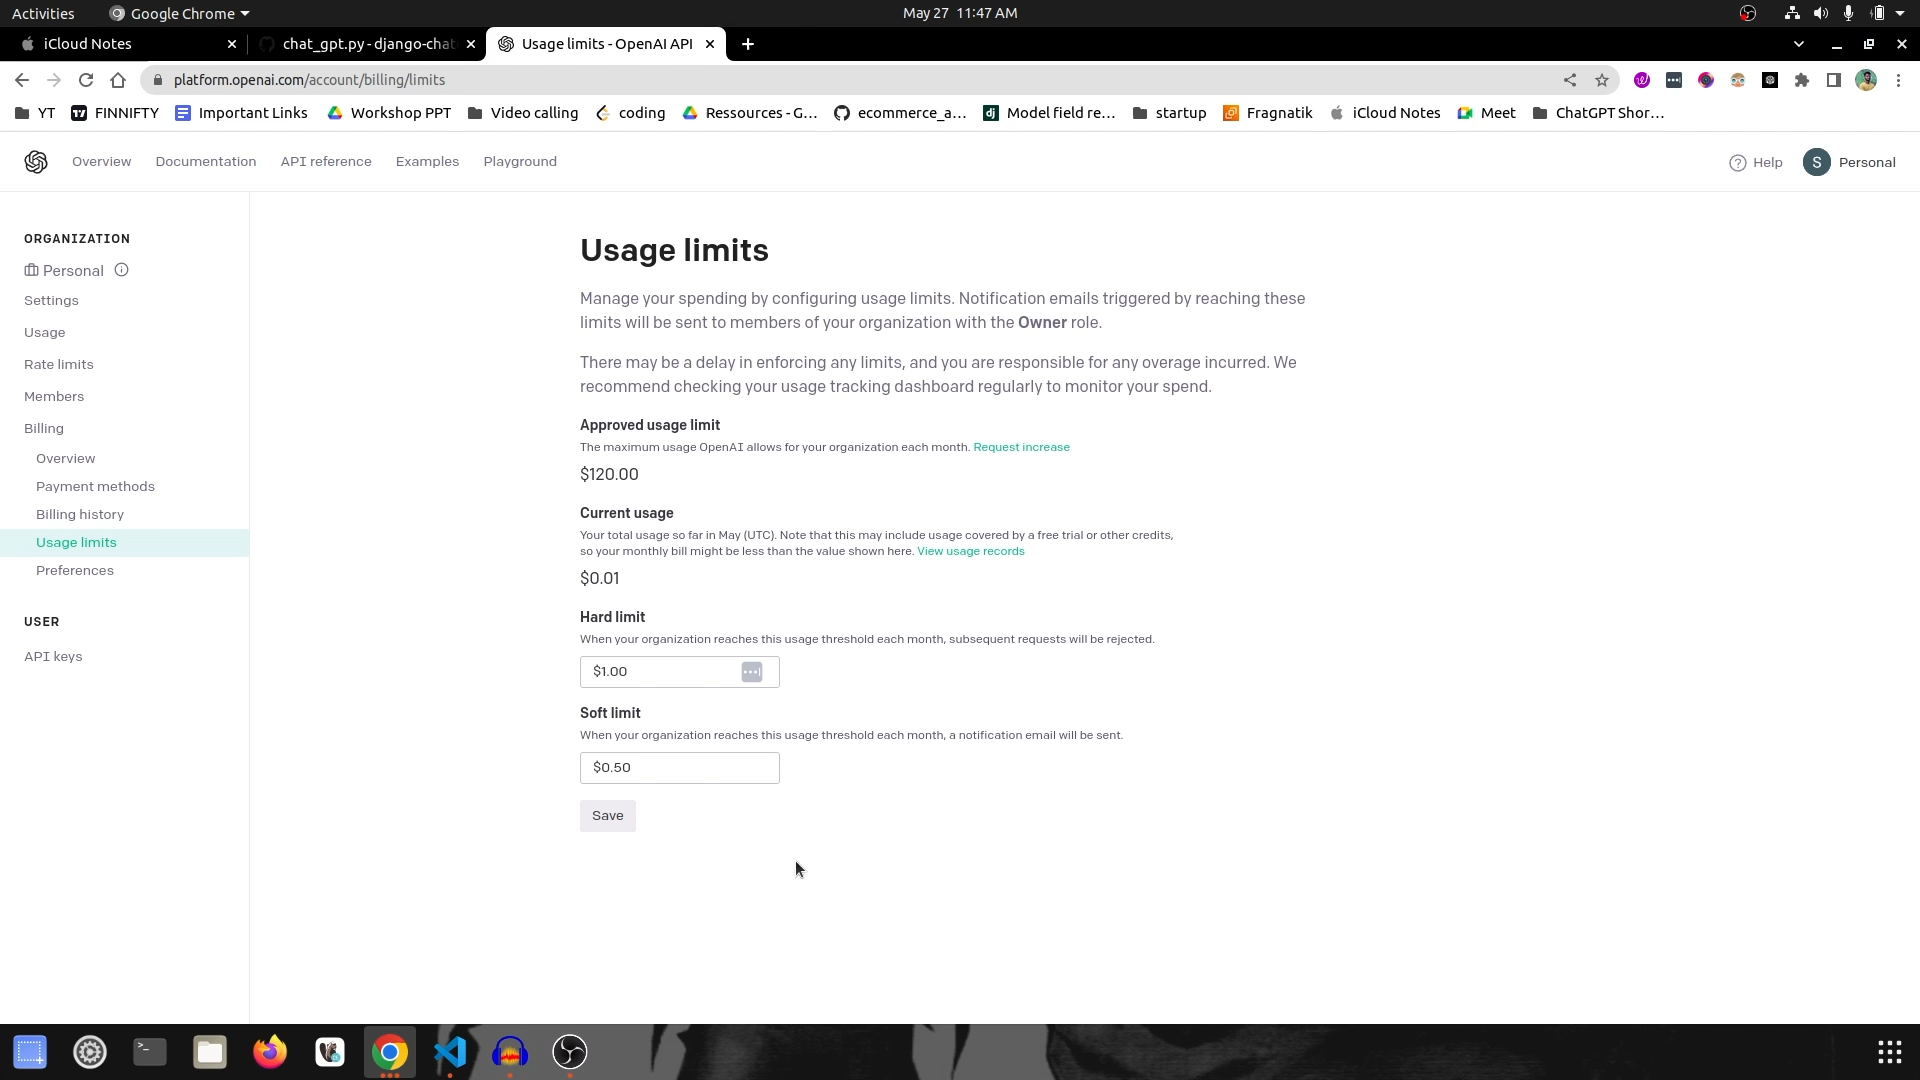 Activities
Google Chrome
May 27 11:47 AM
iCloud Notes
chat_gpt.py - django-chat
Usage limits - OpenAI API
platform.openai.com/account/billing/limits
YT
FINNIFTY
Important Links
Workshop PPT
Video calling
coding
Ressources - G...
ecommerce_a...
Model field re...
startup
Fragnatik
iCloud Notes
Meet
ChatGPT Shor...
Overview
Documentation
API reference
Examples
Playground
Help
S
Personal
ORGANIZATION
Personal
Settings
Usage
Rate limits
Members
Billing
Overview
Payment methods
Billing history
Usage limits
Preferences
USER
API keys
Usage limits
Manage your spending by configuring usage limits. Notification emails triggered by reaching these
limits will be sent to members of your organization with the Owner role.
There may be a delay in enforcing any limits, and you are responsible for any overage incurred. We
recommend checking your usage tracking dashboard regularly to monitor your spend.
Approved usage limit
The maximum usage OpenAI allows for your organization each month. Request increase
$120.00
Current usage
Your total usage so far in May (UTC). Note that this may include usage covered by a free trial or other credits,
so your monthly bill might be less than the value shown here. View usage records
$0.01
Hard limit
When your organization reaches this usage threshold each month, subsequent requests will be rejected.
$1.00
Soft limit
When your organization reaches this usage threshold each month, a notification email will be sent.
$0.50
Save